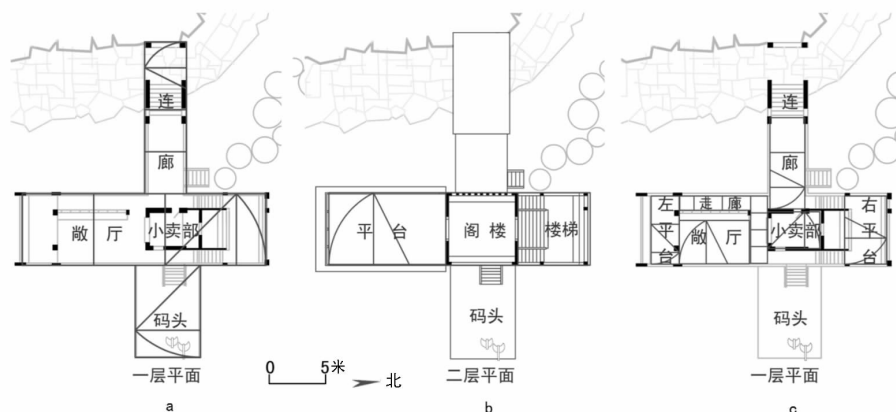 连
廊
敞 厅
小卖部
码头
一层平面
a
平 台
阁 楼
楼梯
码头
二层平面
0 5米
北
b
连
廊
左平台
走 廊
敞 厅
小卖部
右平台
码头
一层平面
c